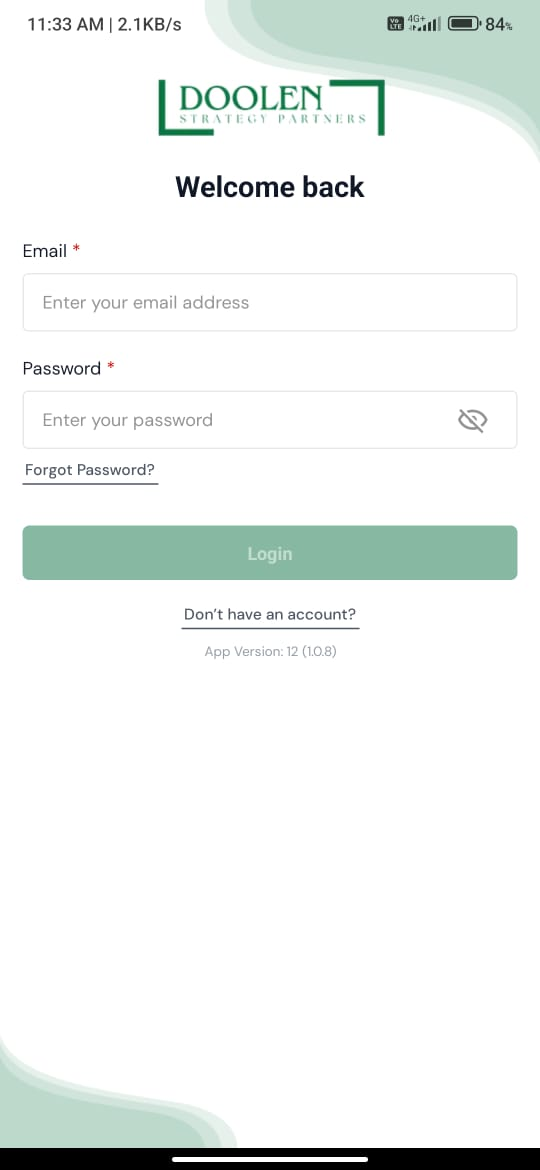 11:33 AM | 2.1KB/s Vo LTE 4G+ 84%
DOOLEN
STRATEGY PARTNERS
Welcome back
Email *
Enter your email address
Password *
Enter your password
Forgot Password?
Login
Don’t have an account?
App Version: 12 (1.0.8)